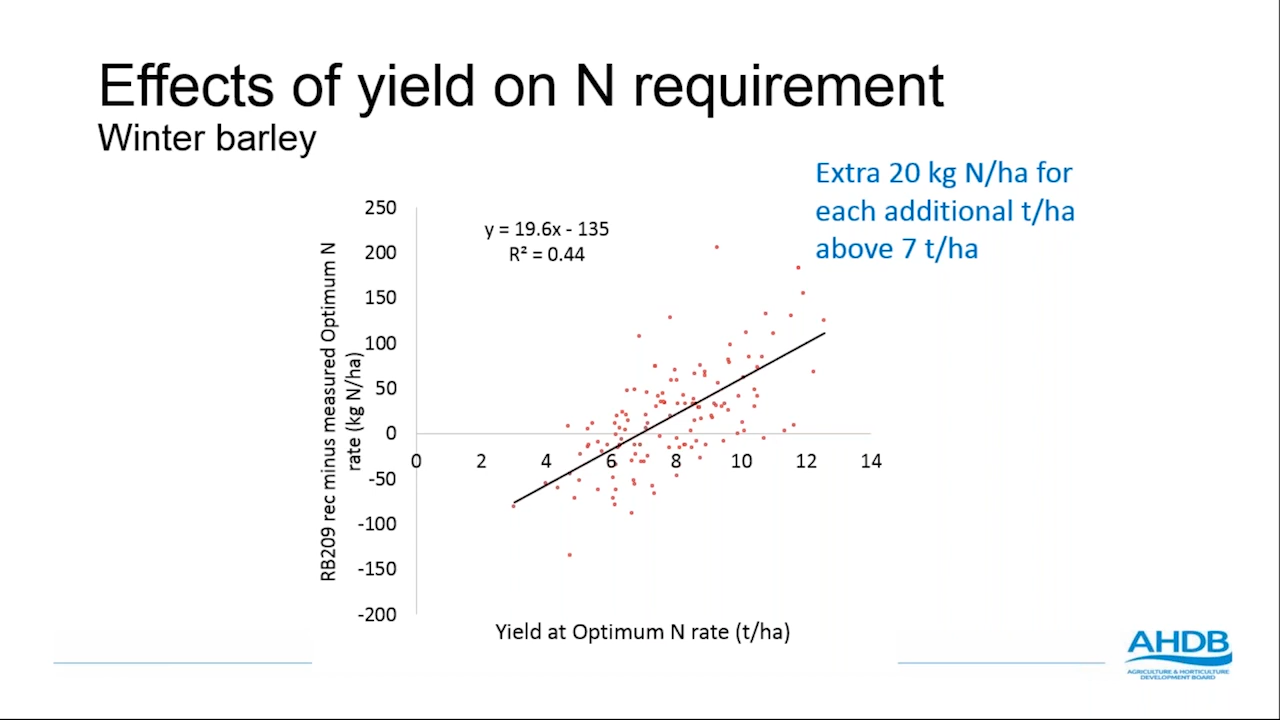 Effects of yield on N requirement
Winter barley
Extra 20 kg N/ha for
each additional t/ha
above 7 t/ha
y = 19.6x - 135
R² = 0.44
RB209 rec minus measured Optimum N
rate (kg N/ha)
250
200
150
100
50
0
-50
-100
-150
-200
0 2 4 6 8 10 12 14
Yield at Optimum N rate (t/ha)
AHDB
AGRICULTURE & HORTICULTURE
DEVELOPMENT BOARD